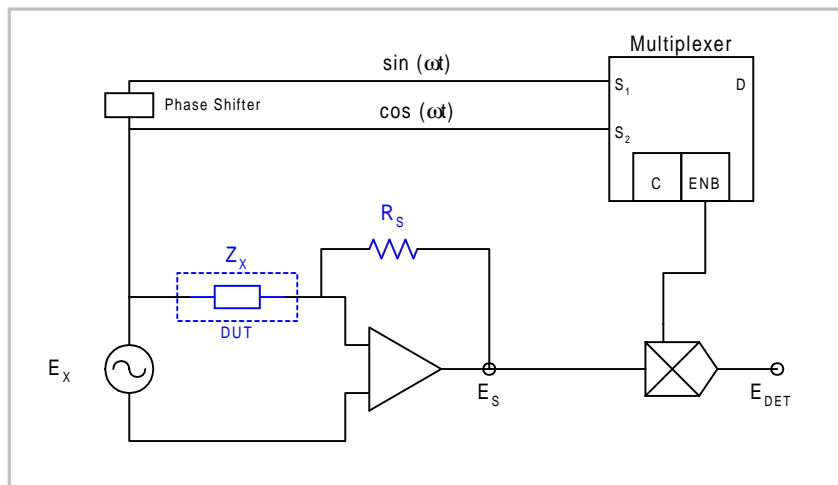 Multiplexer
sin (ωt)
S1
D
Phase Shifter
cos (ωt)
S2
C
ENB
RS
ZX
DUT
EX
ES
EDET